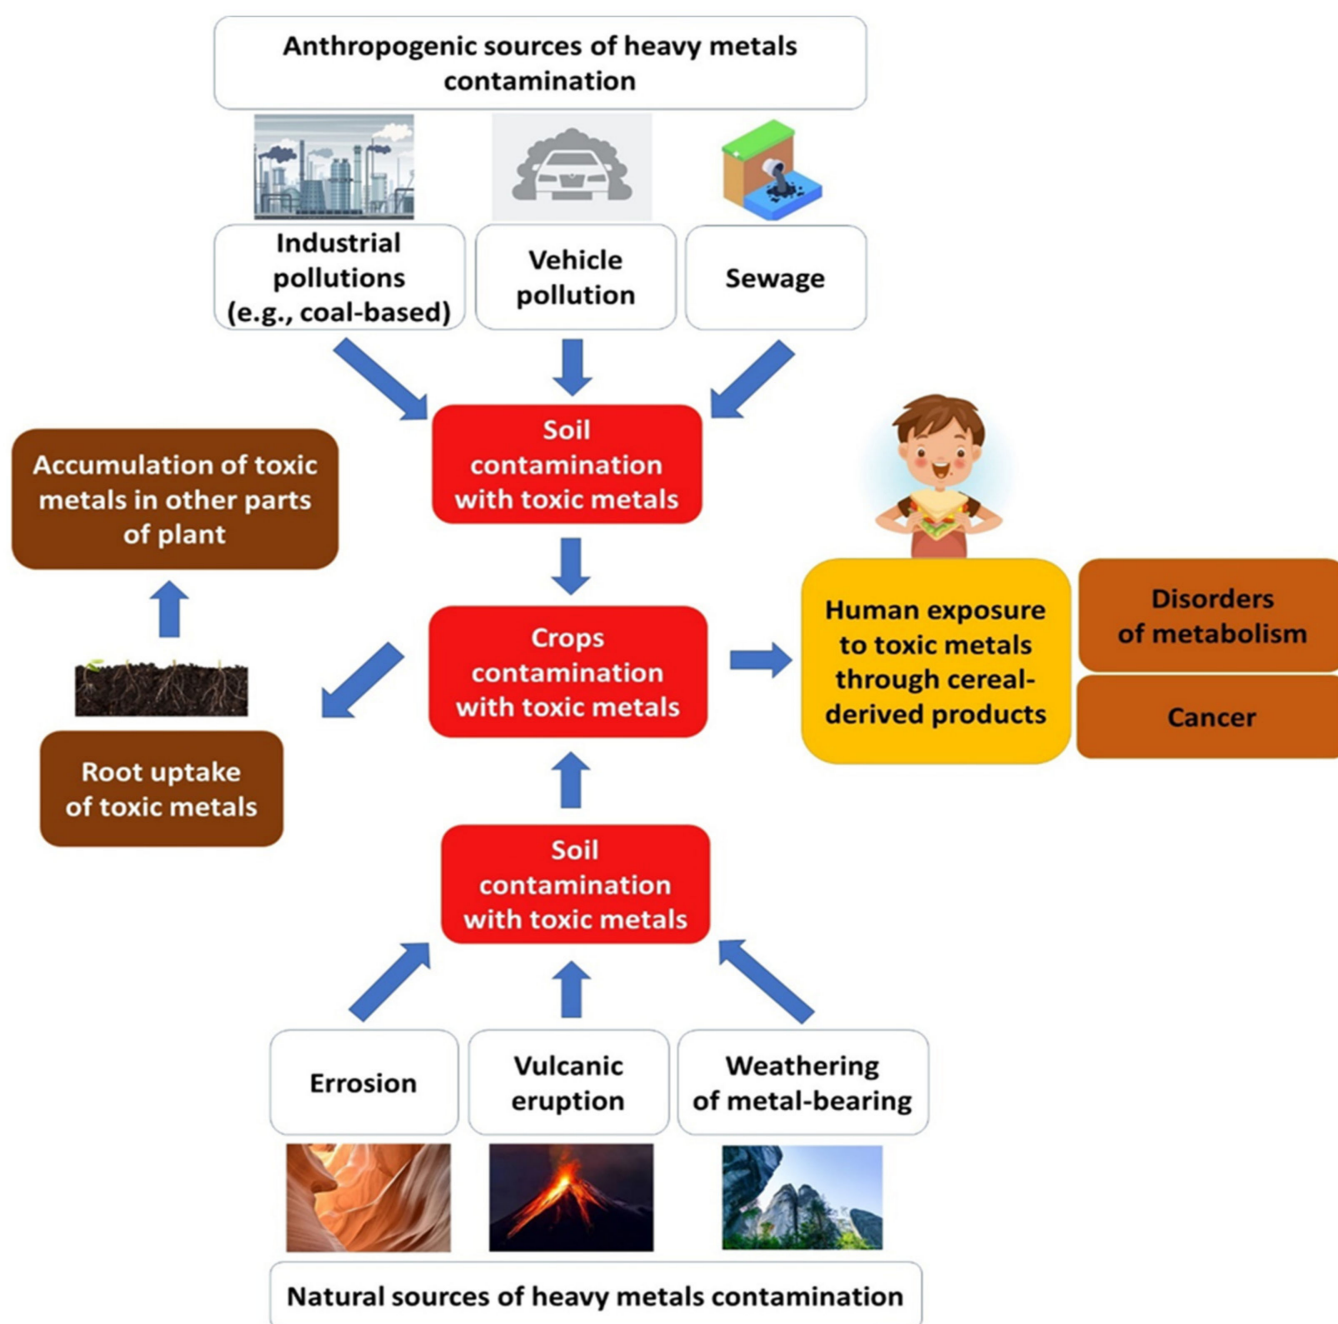 Anthropogenic sources of heavy metals
contamination
Industrial
pollutions
(e.g., coal-based)
Vehicle
pollution
Sewage
Soil
contamination
with toxic metals
Accumulation of toxic
metals in other parts
of plant
Crops
contamination
with toxic metals
Human exposure
to toxic metals
through cereal-
derived products
Disorders
of metabolism
Cancer
Root uptake
of toxic metals
Soil
contamination
with toxic metals
Errosion
Vulcanic
eruption
Weathering
of metal-bearing
Natural sources of heavy metals contamination